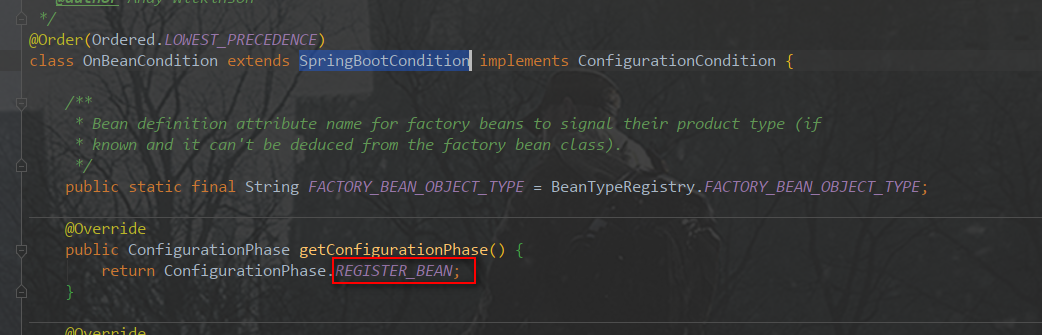 @author Andy Wilkinson
*/
@Order(Ordered.LOWEST_PRECEDENCE)
class OnBeanCondition extends SpringBootCondition implements ConfigurationCondition {
/**
* Bean definition attribute name for factory beans to signal their product type (if
* known and it can't be deduced from the factory bean class).
*/
public static final String FACTORY_BEAN_OBJECT_TYPE = BeanTypeRegistry.FACTORY_BEAN_OBJECT_TYPE;
@Override
public ConfigurationPhase getConfigurationPhase() {
return ConfigurationPhase.REGISTER_BEAN;
}
@Override